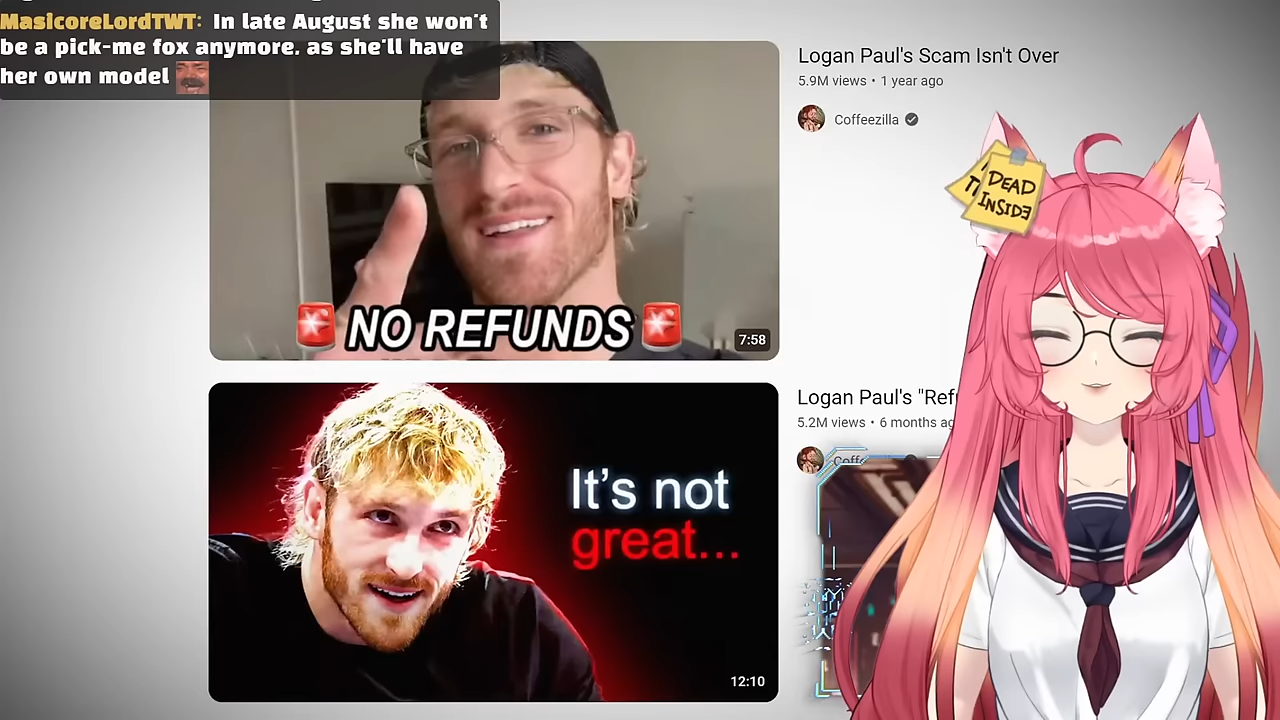 MasicoreLordTWT: In late August she won't
be a pick-me fox anymore, as she'll have
her own model
Logan Paul's Scam Isn't Over
5.9M views • 1 year ago
Coffeezilla
DEAD
INSIDE
NO REFUNDS
7:58
Logan Paul's "Ref
5.2M views • 6 months ag
Coffe
It's not
great...
12:10